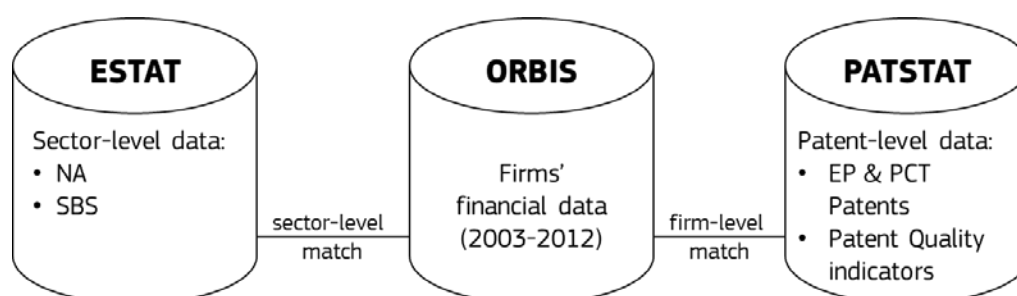 ESTAT
Sector-level data:
• NA
• SBS
sector-level
match
ORBIS
Firms'
financial data
(2003-2012)
firm-level
match
PATSTAT
Patent-level data:
• EP & PCT
Patents
• Patent Quality
indicators